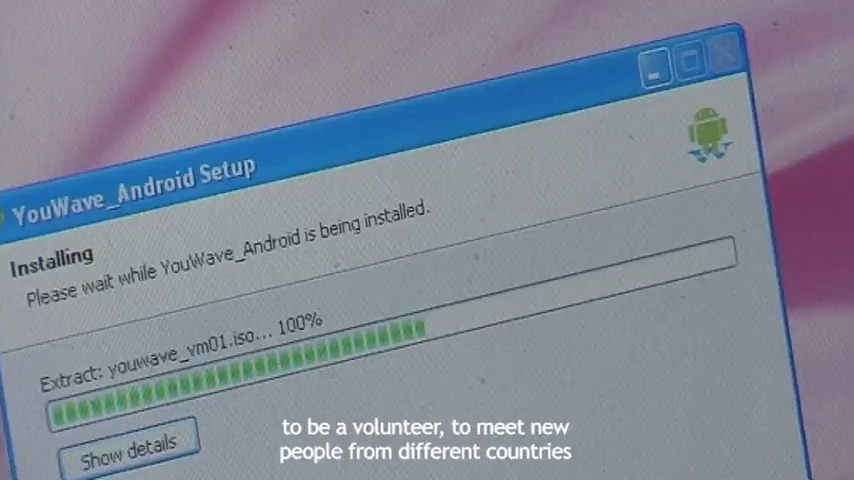 YouWave_Android Setup
Installing
Please wait while YouWave_Android is being installed.
Extract: youwave_vm01.iso... 100%
Show details
to be a volunteer, to meet new
people from different countries